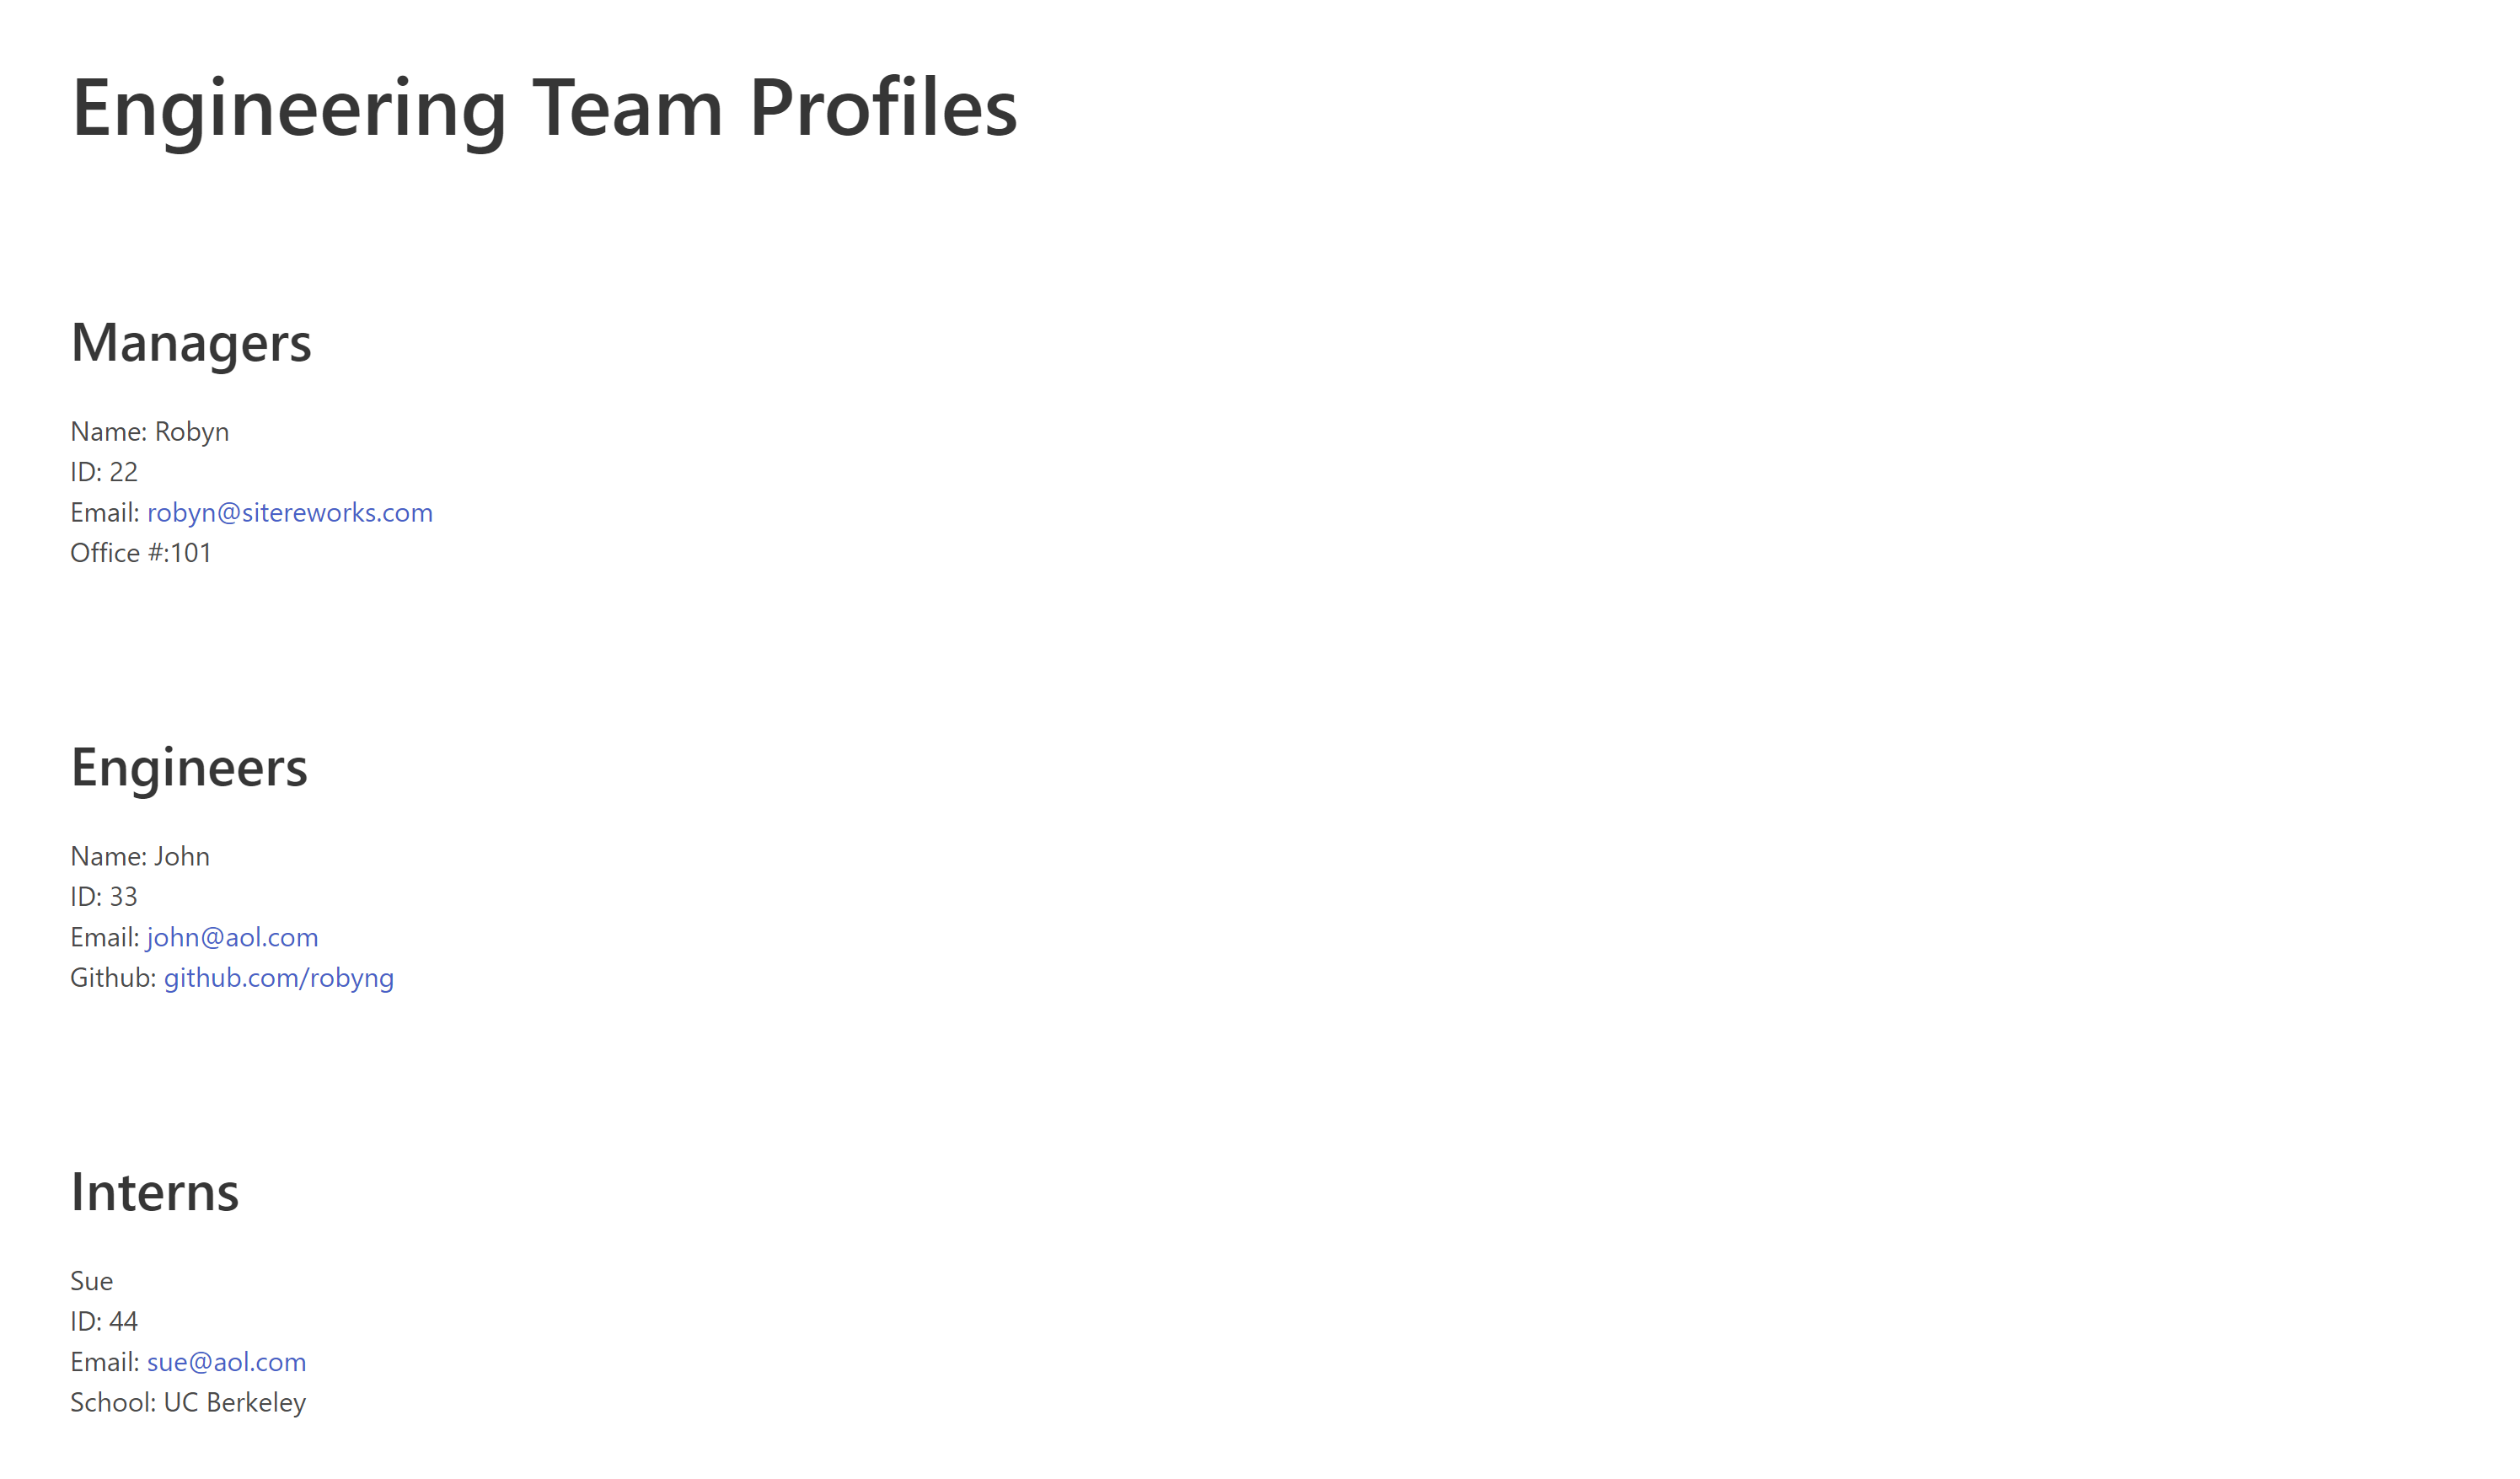 Engineering Team Profiles
Managers
Name: Robyn
ID: 22
Email: robyn@sitereworks.com
Office #:101
Engineers
Name: John
ID: 33
Email: john@aol.com
Github: github.com/robyng
Interns
Sue
ID: 44
Email: sue@aol.com
School: UC Berkeley